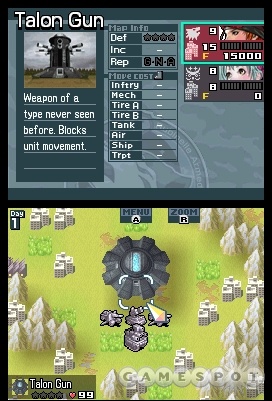 Talon Gun
Weapon of a
type never seen
before. Blocks
unit movement.
Map Info
Def
Inc –
Rep G·N·A
Move cost
Inftry –
Mech –
Tire A –
Tire B –
Tank –
Air –
Ship –
Trpt –
9
15
F 15000
8
8
F 0
Day
1
MENU
A
ZOOM
R
Talon Gun
99
GAMESPOT